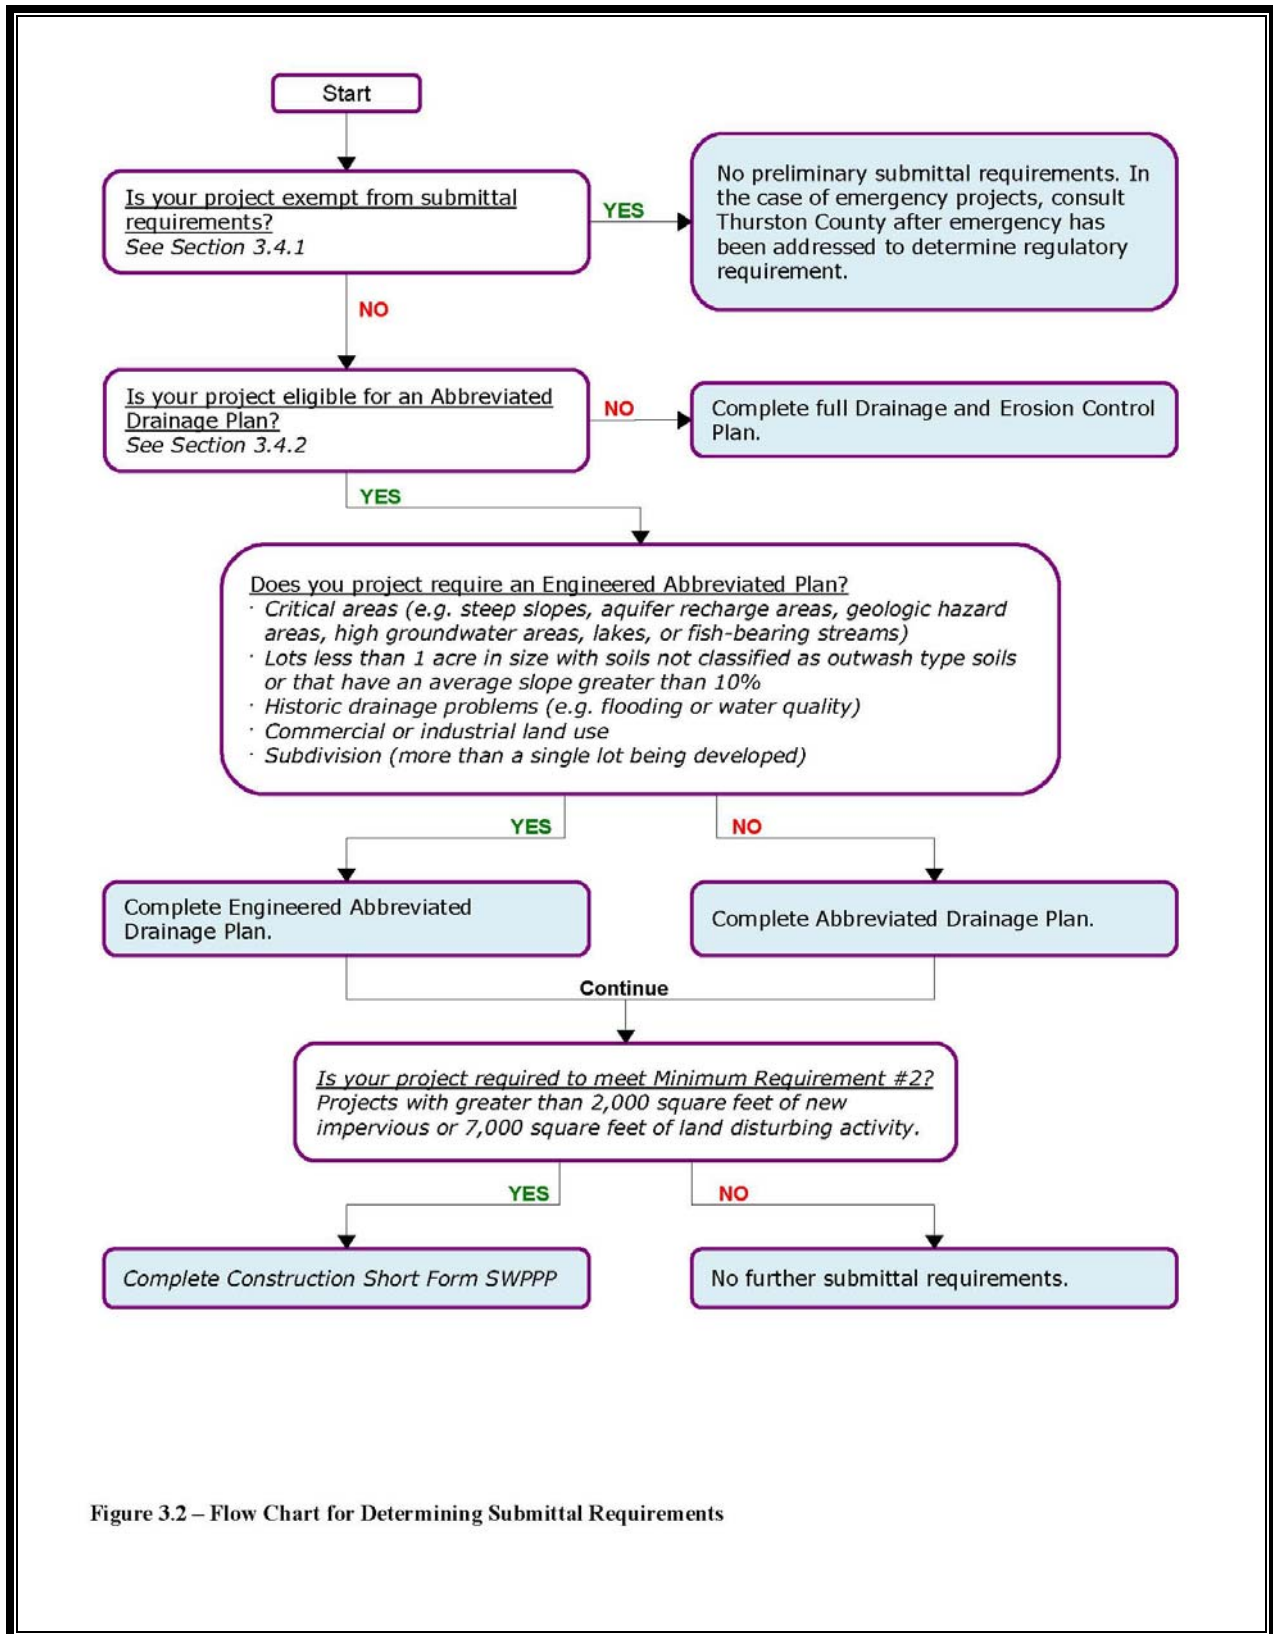 Start
Is your project exempt from submittal
requirements?
See Section 3.4.1
YES
No preliminary submittal requirements. In
the case of emergency projects, consult
Thurston County after emergency has
been addressed to determine regulatory
requirement.
NO
Is your project eligible for an Abbreviated
Drainage Plan?
See Section 3.4.2
NO
Complete full Drainage and Erosion Control
Plan.
YES
Does you project require an Engineered Abbreviated Plan?
· Critical areas (e.g. steep slopes, aquifer recharge areas, geologic hazard
areas, high groundwater areas, lakes, or fish-bearing streams)
· Lots less than 1 acre in size with soils not classified as outwash type soils
or that have an average slope greater than 10%
· Historic drainage problems (e.g. flooding or water quality)
· Commercial or industrial land use
· Subdivision (more than a single lot being developed)
YES
NO
Complete Engineered Abbreviated
Drainage Plan.
Complete Abbreviated Drainage Plan.
Continue
Is your project required to meet Minimum Requirement #2?
Projects with greater than 2,000 square feet of new
impervious or 7,000 square feet of land disturbing activity.
YES
NO
Complete Construction Short Form SWPPP
No further submittal requirements.
Figure 3.2 – Flow Chart for Determining Submittal Requirements